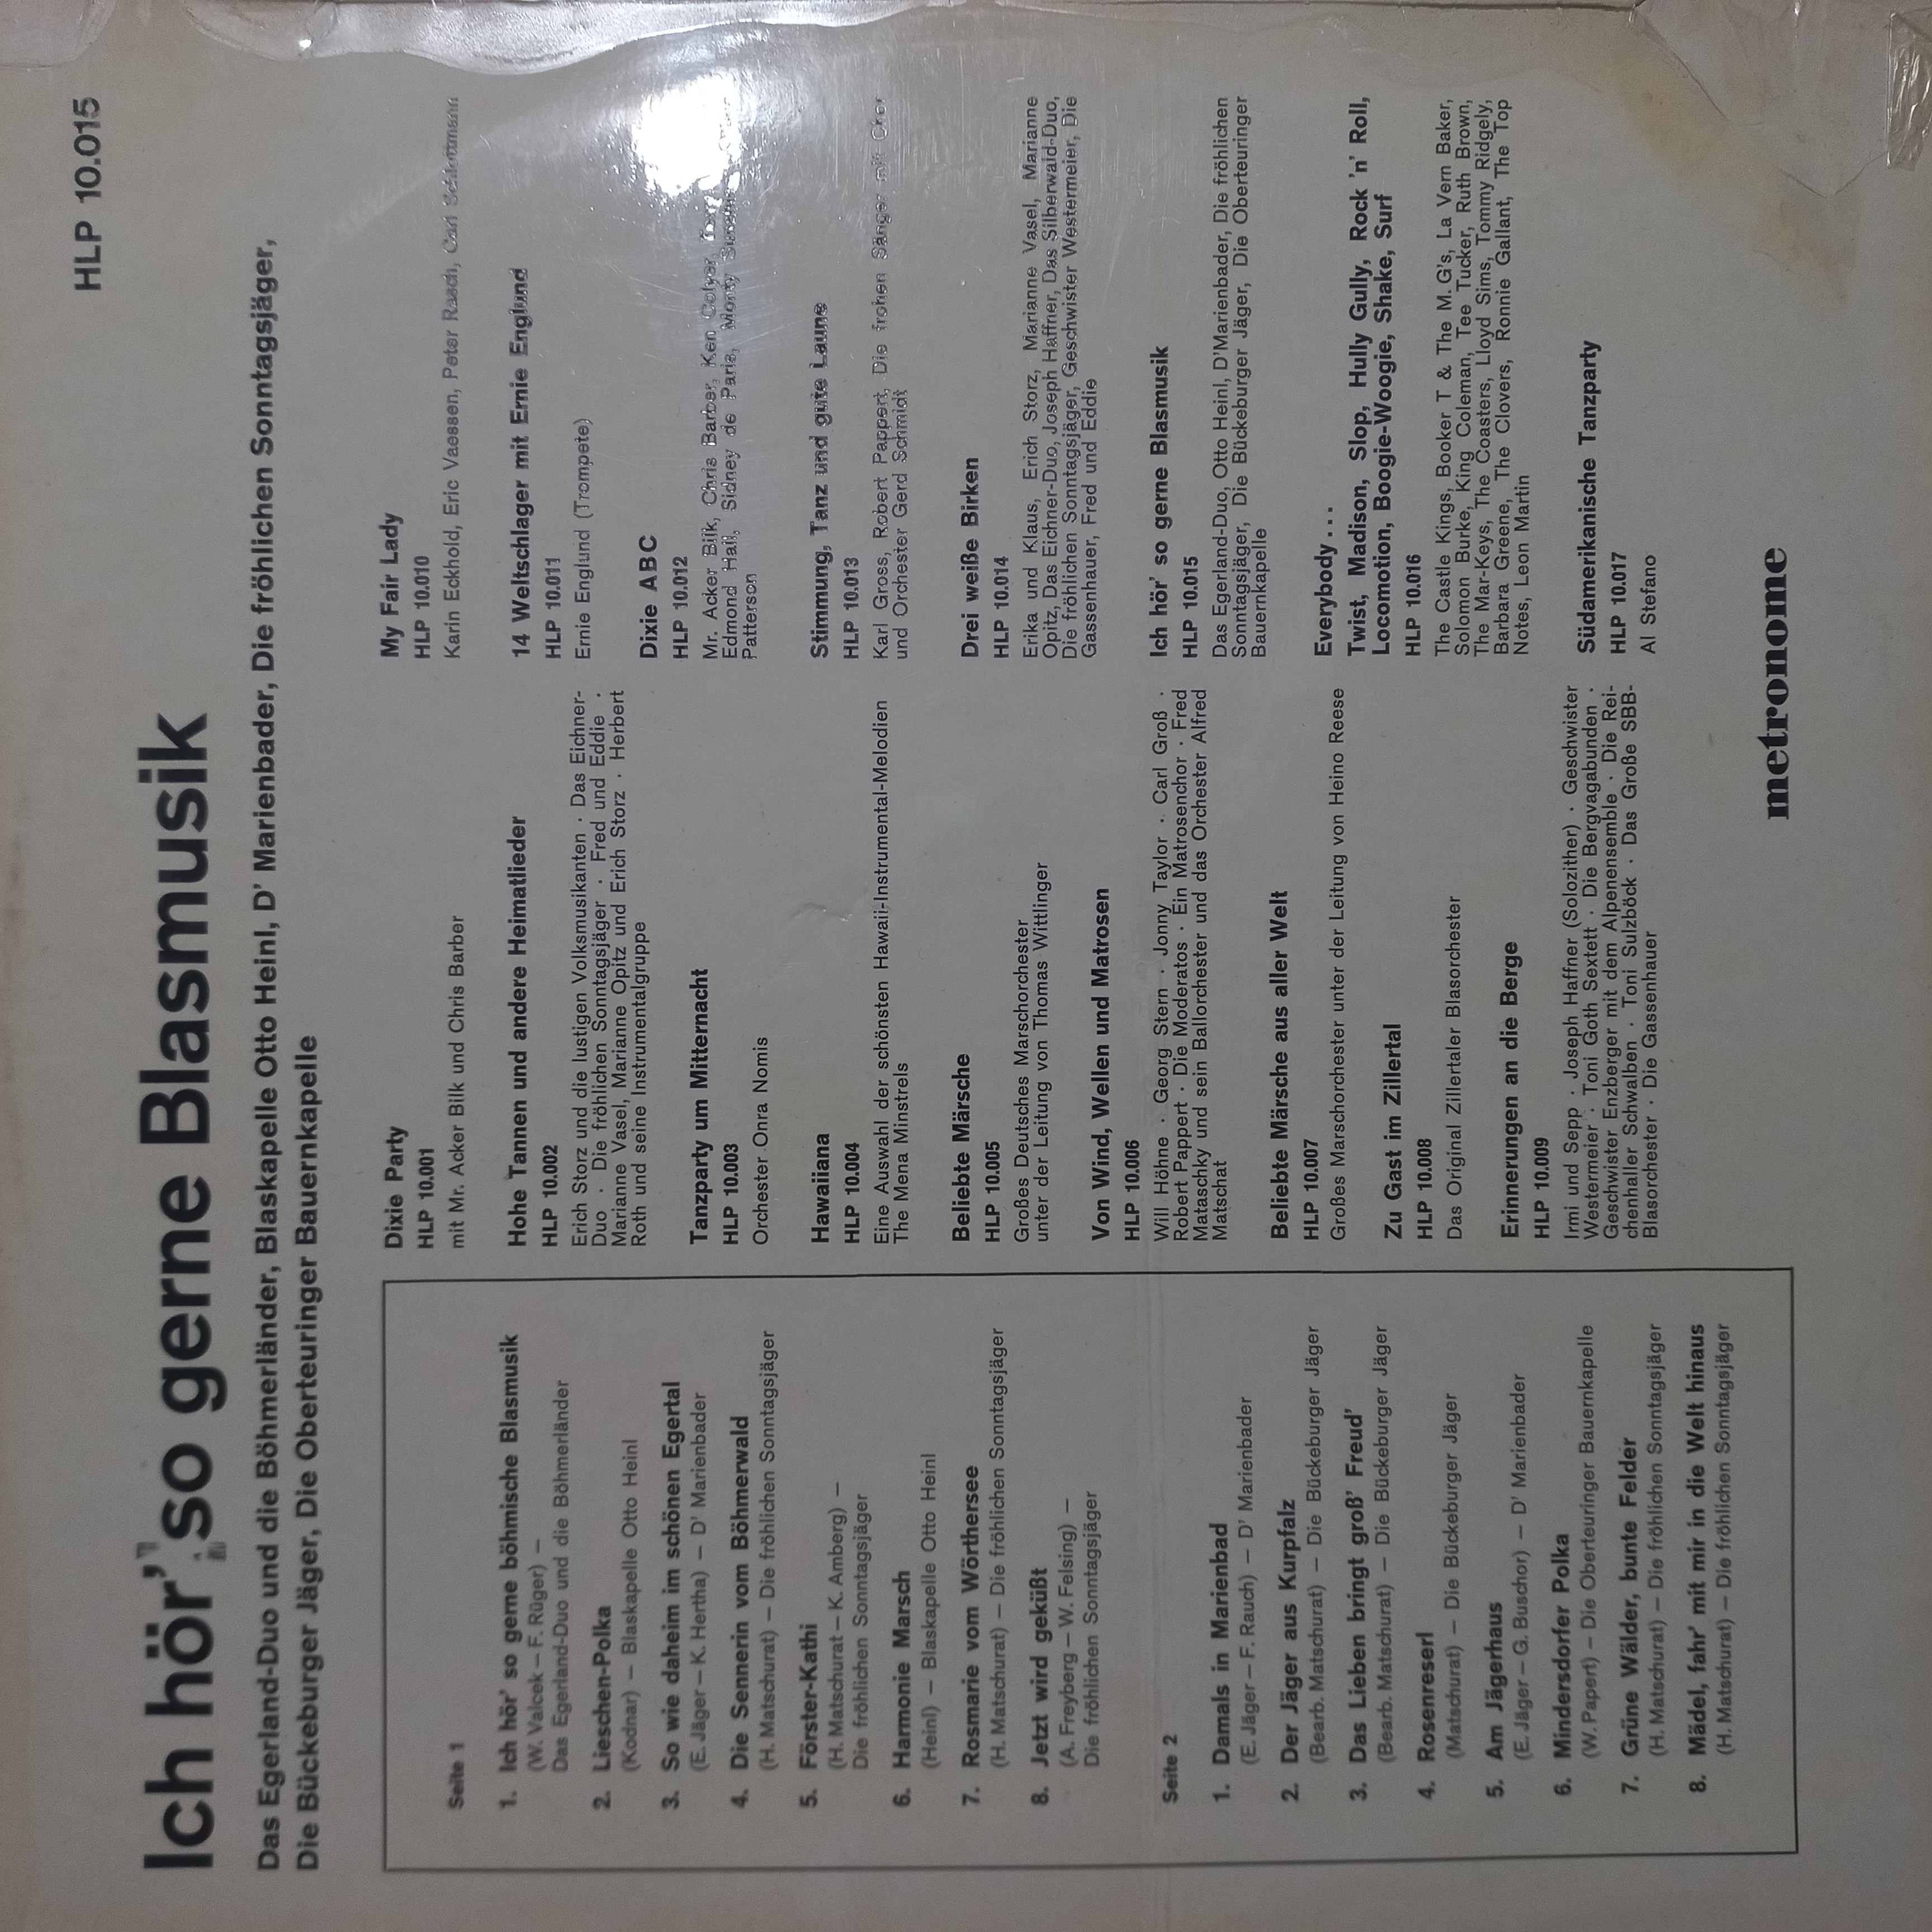 HLP 10.015
Ich hör' so gerne Blasmusik
Das Egerland-Duo und die Böhmerländer, Blaskapelle Otto Heinl, D' Marienbader, Die fröhlichen Sonntagsjäger,
Die Bückeburger Jäger, Die Oberteuringer Bauernkapelle
Seite 1
1. Ich hör' so gerne böhmische Blasmusik
(W. Valcek – F. Rüger) –
Das Egerland-Duo und die Böhmerländer
2. Lieschen-Polka
(Kodnar) – Blaskapelle Otto Heinl
3. So wie daheim im schönen Egertal
(E. Jäger – K. Hertha) – D' Marienbader
4. Die Sennerin vom Böhmerwald
(H. Matschurat) – Die fröhlichen Sonntagsjäger
5. Förster-Kathi
(H. Matschurat – K. Amberg) –
Die fröhlichen Sonntagsjäger
6. Harmonie Marsch
(Heinl) – Blaskapelle Otto Heinl
7. Rosmarie vom Wörthersee
(H. Matschurat) – Die fröhlichen Sonntagsjäger
8. Jetzt wird geküßt
(A. Freyberg – W. Felsing) –
Die fröhlichen Sonntagsjäger
Seite 2
1. Damals in Marienbad
(E. Jäger – F. Rauch) – D' Marienbader
2. Der Jäger aus Kurpfalz
(Bearb. Matschurat) – Die Bückeburger Jäger
3. Das Lieben bringt groß' Freud'
(Bearb. Matschurat) – Die Bückeburger Jäger
4. Rosenreserl
(Matschurat) – Die Bückeburger Jäger
5. Am Jägerhaus
(E. Jäger – G. Buschor) – D' Marienbader
6. Mindersdorfer Polka
(W. Papert) – Die Oberteuringer Bauernkapelle
7. Grüne Wälder, bunte Felder
(H. Matschurat) – Die fröhlichen Sonntagsjäger
8. Mädel, fahr' mit mir in die Welt hinaus
(H. Matschurat) – Die fröhlichen Sonntagsjäger
Dixie Party
HLP 10.001
mit Mr. Acker Bilk und Chris Barber
Hohe Tannen und andere Heimatlieder
HLP 10.002
Erich Storz und die lustigen Volksmusikanten · Das Eichner-
Duo · Die fröhlichen Sonntagsjäger · Fred und Eddie ·
Marianne Vasel, Marianne Opitz und Erich Storz · Herbert
Roth und seine Instrumentalgruppe
Tanzparty um Mitternacht
HLP 10.003
Orchester Onra Nomis
Hawaiiana
HLP 10.004
Eine Auswahl der schönsten Hawaii-Instrumental-Melodien
The Mena Minstrels
Beliebte Märsche
HLP 10.005
Großes Deutsches Marschorchester
unter der Leitung von Thomas Wittlinger
Von Wind, Wellen und Matrosen
HLP 10.006
Will Höhne · Georg Stern · Jonny Taylor · Carl Groß ·
Robert Pappert · Die Moderatos · Ein Matrosenchor · Fred
Mataschky und sein Ballorchester und das Orchester Alfred
Matschat
Beliebte Märsche aus aller Welt
HLP 10.007
Großes Marschorchester unter der Leitung von Heino Reese
Zu Gast im Zillertal
HLP 10.008
Das Original Zillertaler Blasorchester
Erinnerungen an die Berge
HLP 10.009
Irmi und Sepp · Joseph Haffner (Solozither) · Geschwister
Westermeier · Toni Goth Sextett · Die Bergvagabunden ·
Geschwister Enzberger mit dem Alpenensemble · Die Rei-
chenhaller Schwalben · Toni Sulzböck · Das Große SBB-
Blasorchester · Die Gassenhauer
My Fair Lady
HLP 10.010
Karin Eckhold, Eric Vaessen, Peter Rasch, Carl
14 Weltschlager mit Ernie Englund
HLP 10.011
Ernie Englund (Trompete)
Dixie ABC
HLP 10.012
Mr. Acker Bilk, Chris Barber, Ken Colyer,
Edmond Hall, Sidney de Paris, Monty
Patterson
Stimmung, Tanz und gute Laune
HLP 10.013
Karl Gross, Robert Pappert, Die frohen Sänger mit Chor
und Orchester Gerd Schmidt
Drei weiße Birken
HLP 10.014
Erika und Klaus, Erich Storz, Marianne Vasel, Marianne
Opitz, Das Eichner-Duo, Joseph Haffner, Das Silberwald-Duo,
Die fröhlichen Sonntagsjäger, Geschwister Westermeier, Die
Gassenhauer, Fred und Eddie
Ich hör' so gerne Blasmusik
HLP 10.015
Das Egerland-Duo, Otto Heinl, D'Marienbader, Die fröhlichen
Sonntagsjäger, Die Bückeburger Jäger, Die Oberteuringer
Bauernkapelle
Everybody . . .
Twist, Madison, Slop, Hully Gully, Rock 'n' Roll,
Locomotion, Boogie-Woogie, Shake, Surf
HLP 10.016
The Castle Kings, Booker T & The M. G's, La Vern Baker,
Solomon Burke, King Coleman, Tee Tucker, Ruth Brown,
The Mar-Keys, The Coasters, Lloyd Sims, Tommy Ridgely,
Barbara Greene, The Clovers, Ronnie Gallant, The Top
Notes, Leon Martin
Südamerikanische Tanzparty
HLP 10.017
Al Stefano
metronome